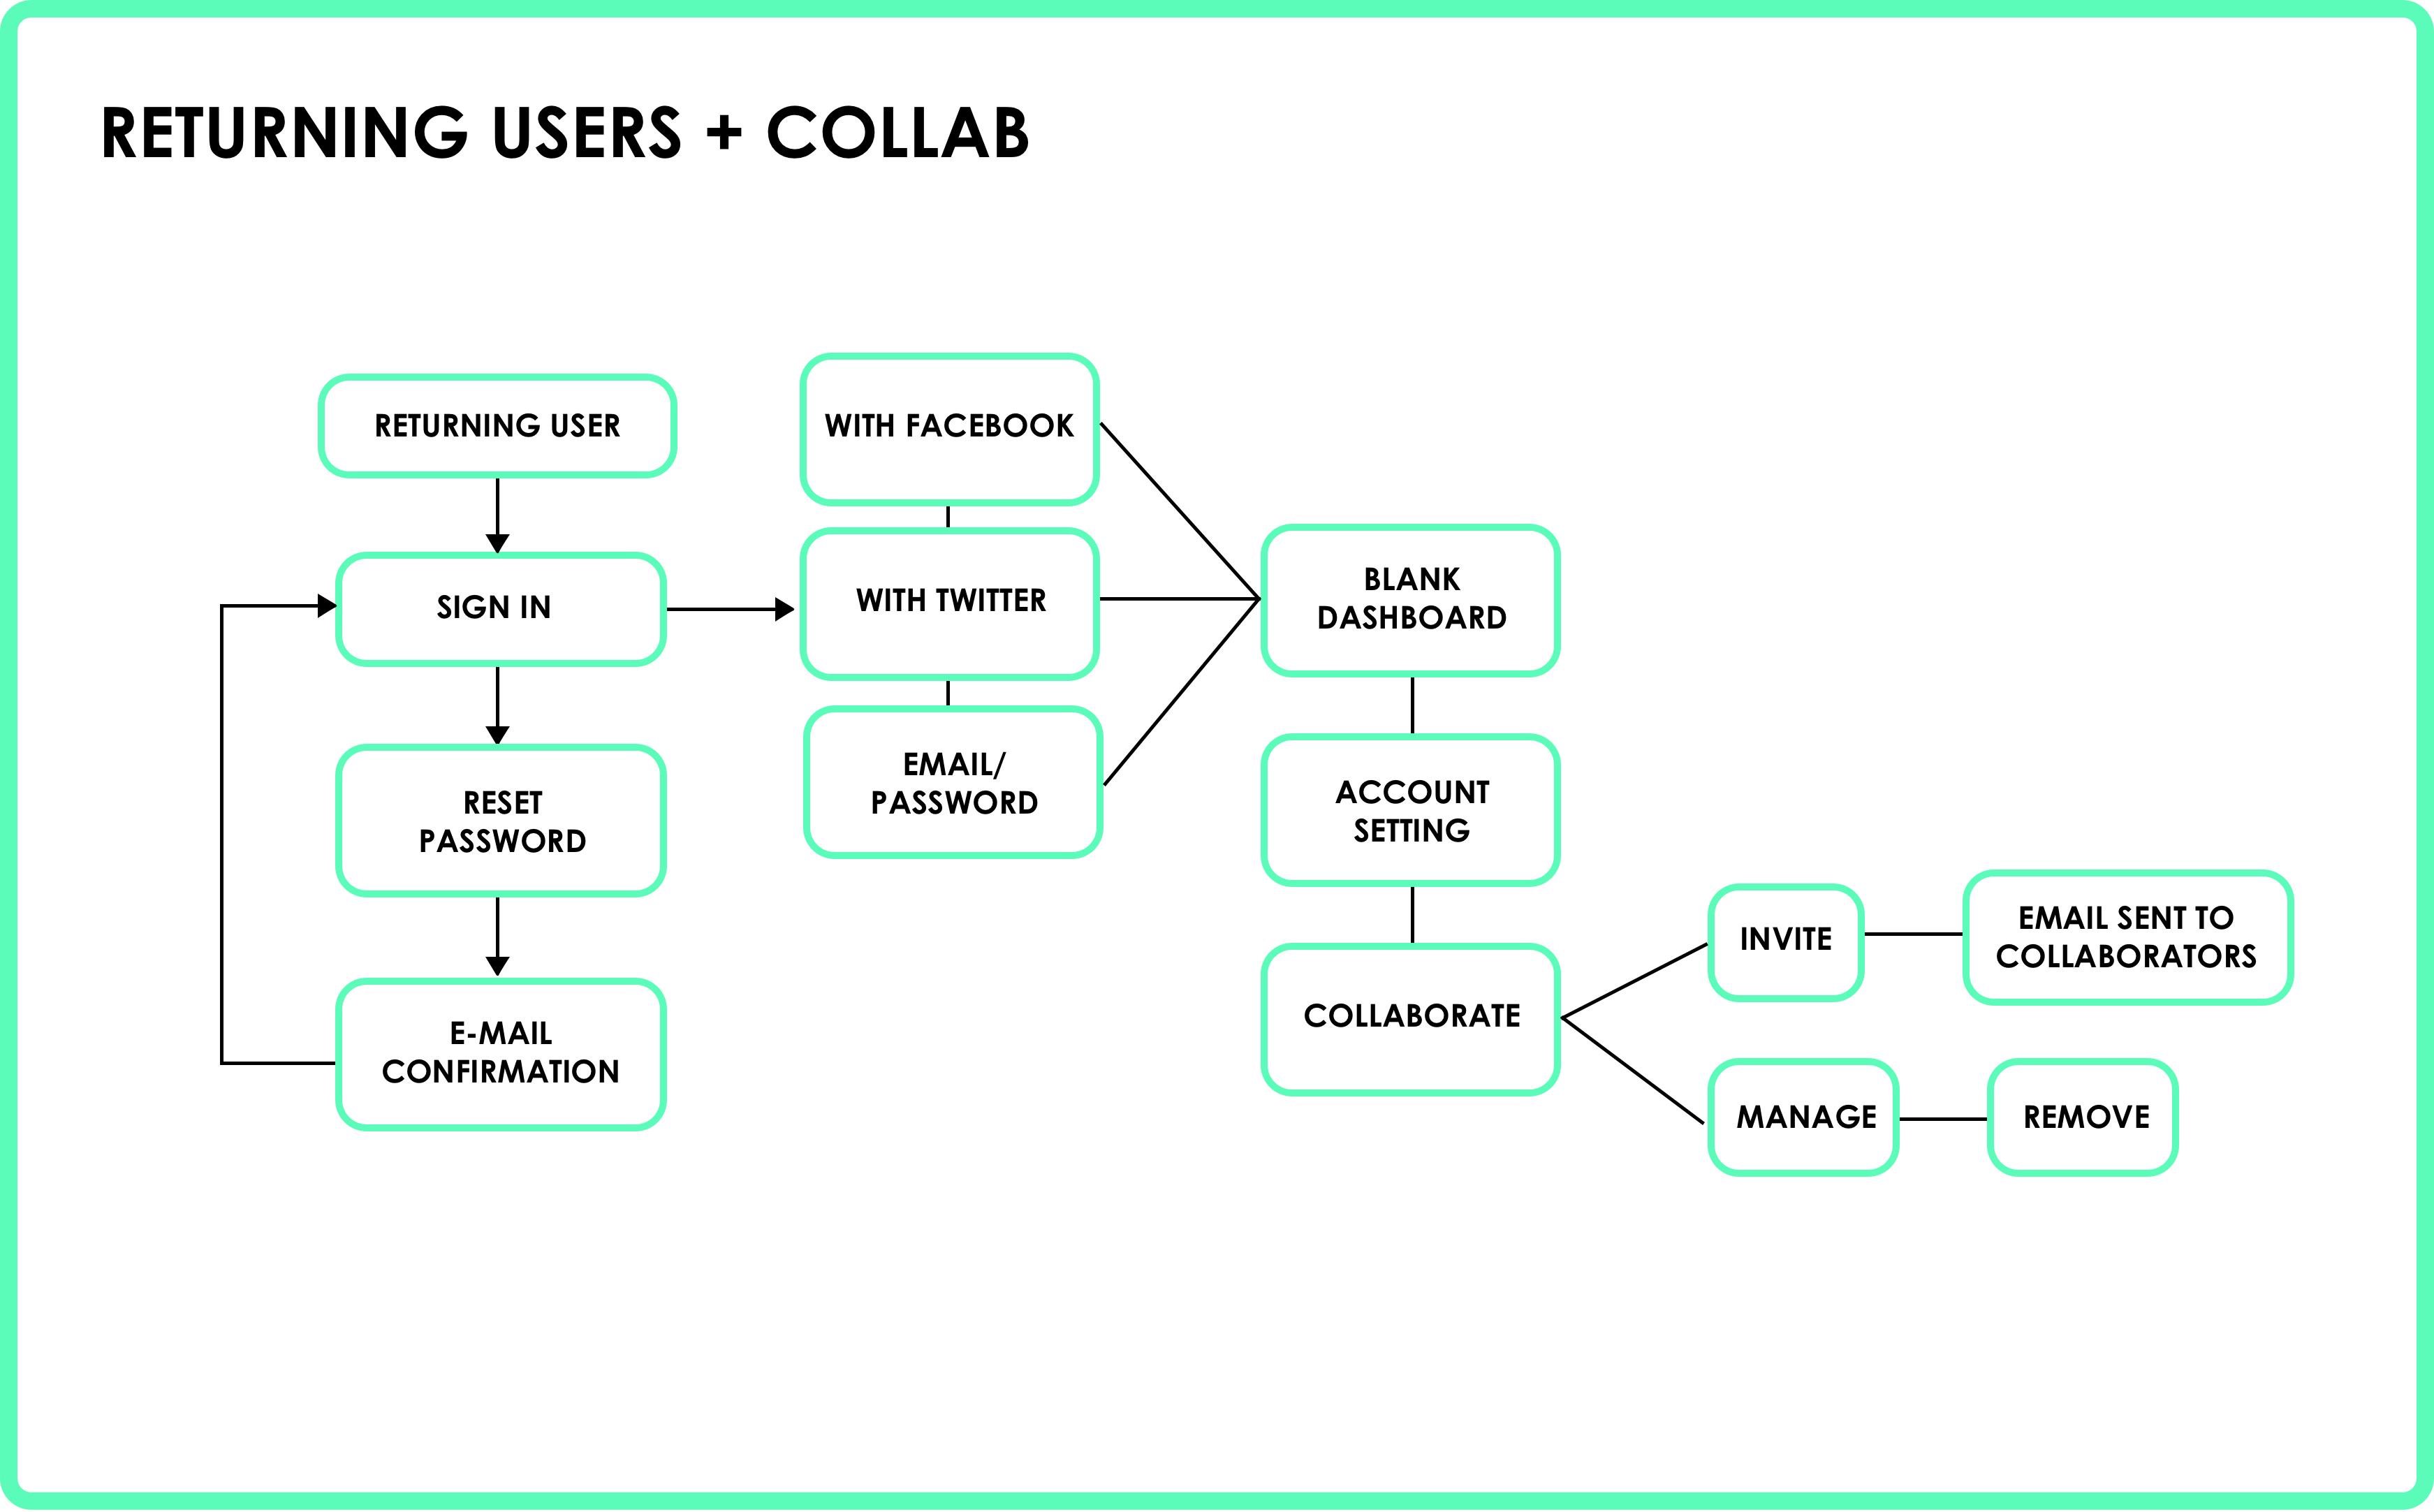 RETURNING USERS + COLLAB
RETURNING USER
SIGN IN
RESET
PASSWORD
E-MAIL
CONFIRMATION
WITH FACEBOOK
WITH TWITTER
EMAIL/
PASSWORD
BLANK
DASHBOARD
ACCOUNT
SETTING
COLLABORATE
INVITE
EMAIL SENT TO
COLLABORATORS
MANAGE
REMOVE